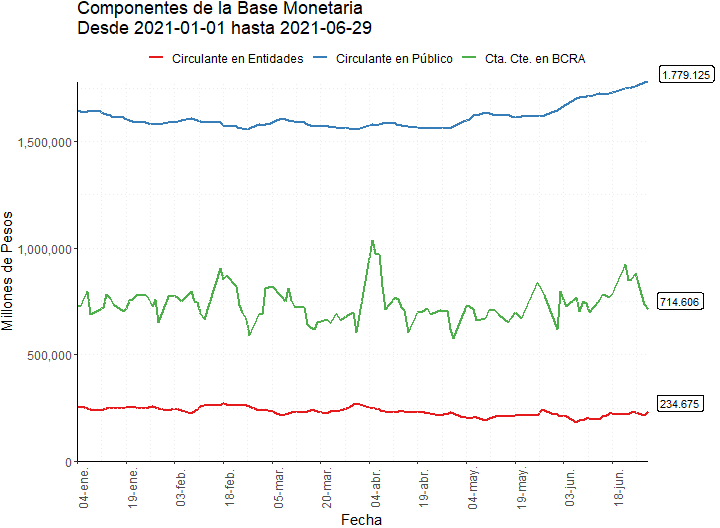 Componentes de la Base Monetaria
Desde 2021-01-01 hasta 2021-06-29
Circulante en Entidades Circulante en Público Cta. Cte. en BCRA
1.779.125
1,500,000
1,000,000
714.606
500,000
234.675
0
Millones de Pesos
04-ene. 19-ene. 03-feb. 18-feb. 05-mar. 20-mar. 04-abr. 19-abr. 04-may. 19-may. 03-jun. 18-jun.
Fecha